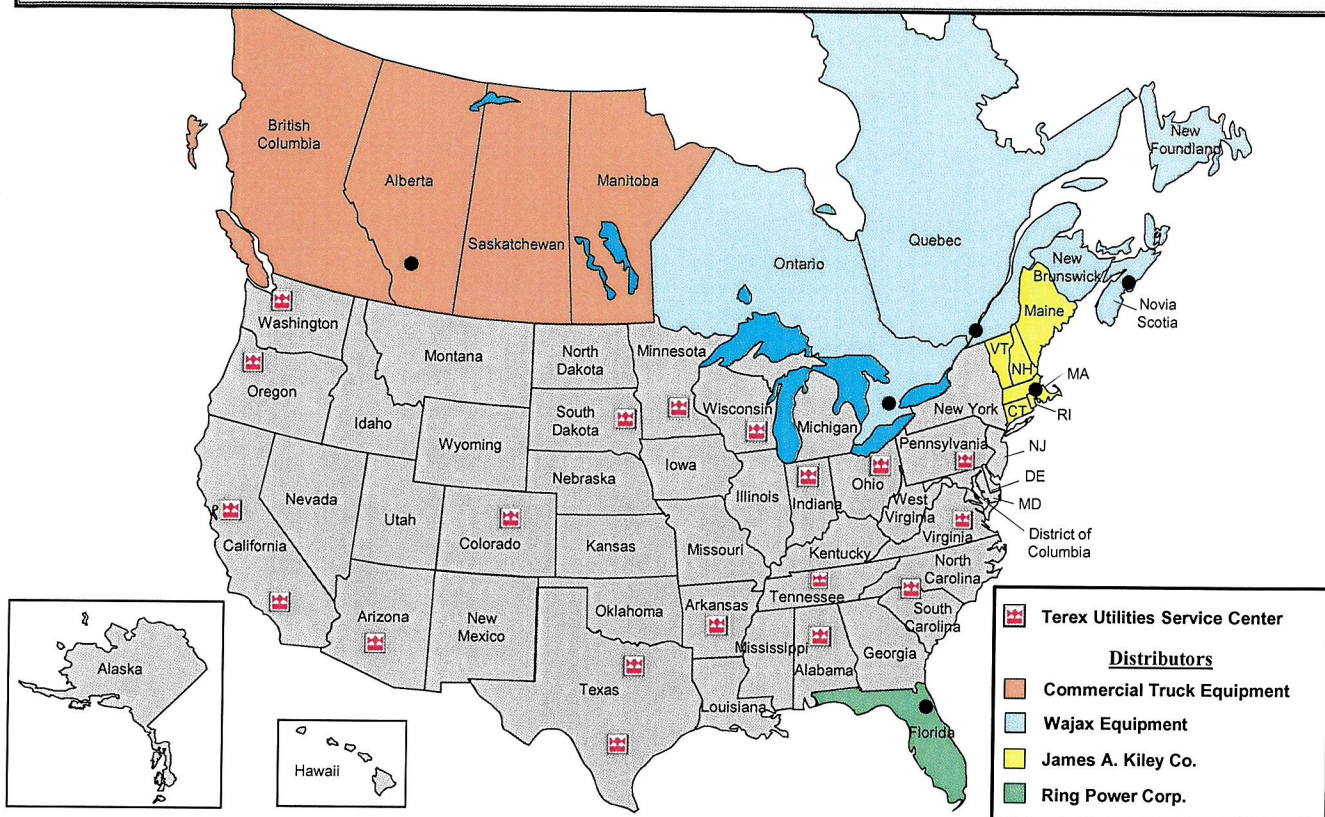 British
Columbia
Alberta
Saskatchewan
Manitoba
Ontario
Quebec
New
Foundland
New
Brunswick
Novia
Scotia
Maine
VT
NH
MA
RI
CT
Washington
Oregon
Idaho
Montana
North
Dakota
South
Dakota
Minnesota
Wisconsin
Michigan
New York
Pennsylvania
NJ
DE
MD
District of
Columbia
Wyoming
Nebraska
Iowa
Illinois
Indiana
Ohio
West
Virginia
Virginia
California
Nevada
Utah
Colorado
Kansas
Missouri
Kentucky
Tennessee
North
Carolina
South
Carolina
Arizona
New
Mexico
Oklahoma
Arkansas
Texas
Louisiana
Mississippi
Alabama
Georgia
Florida
Alaska
Hawaii
Terex Utilities Service Center
Distributors
Commercial Truck Equipment
Wajax Equipment
James A. Kiley Co.
Ring Power Corp.